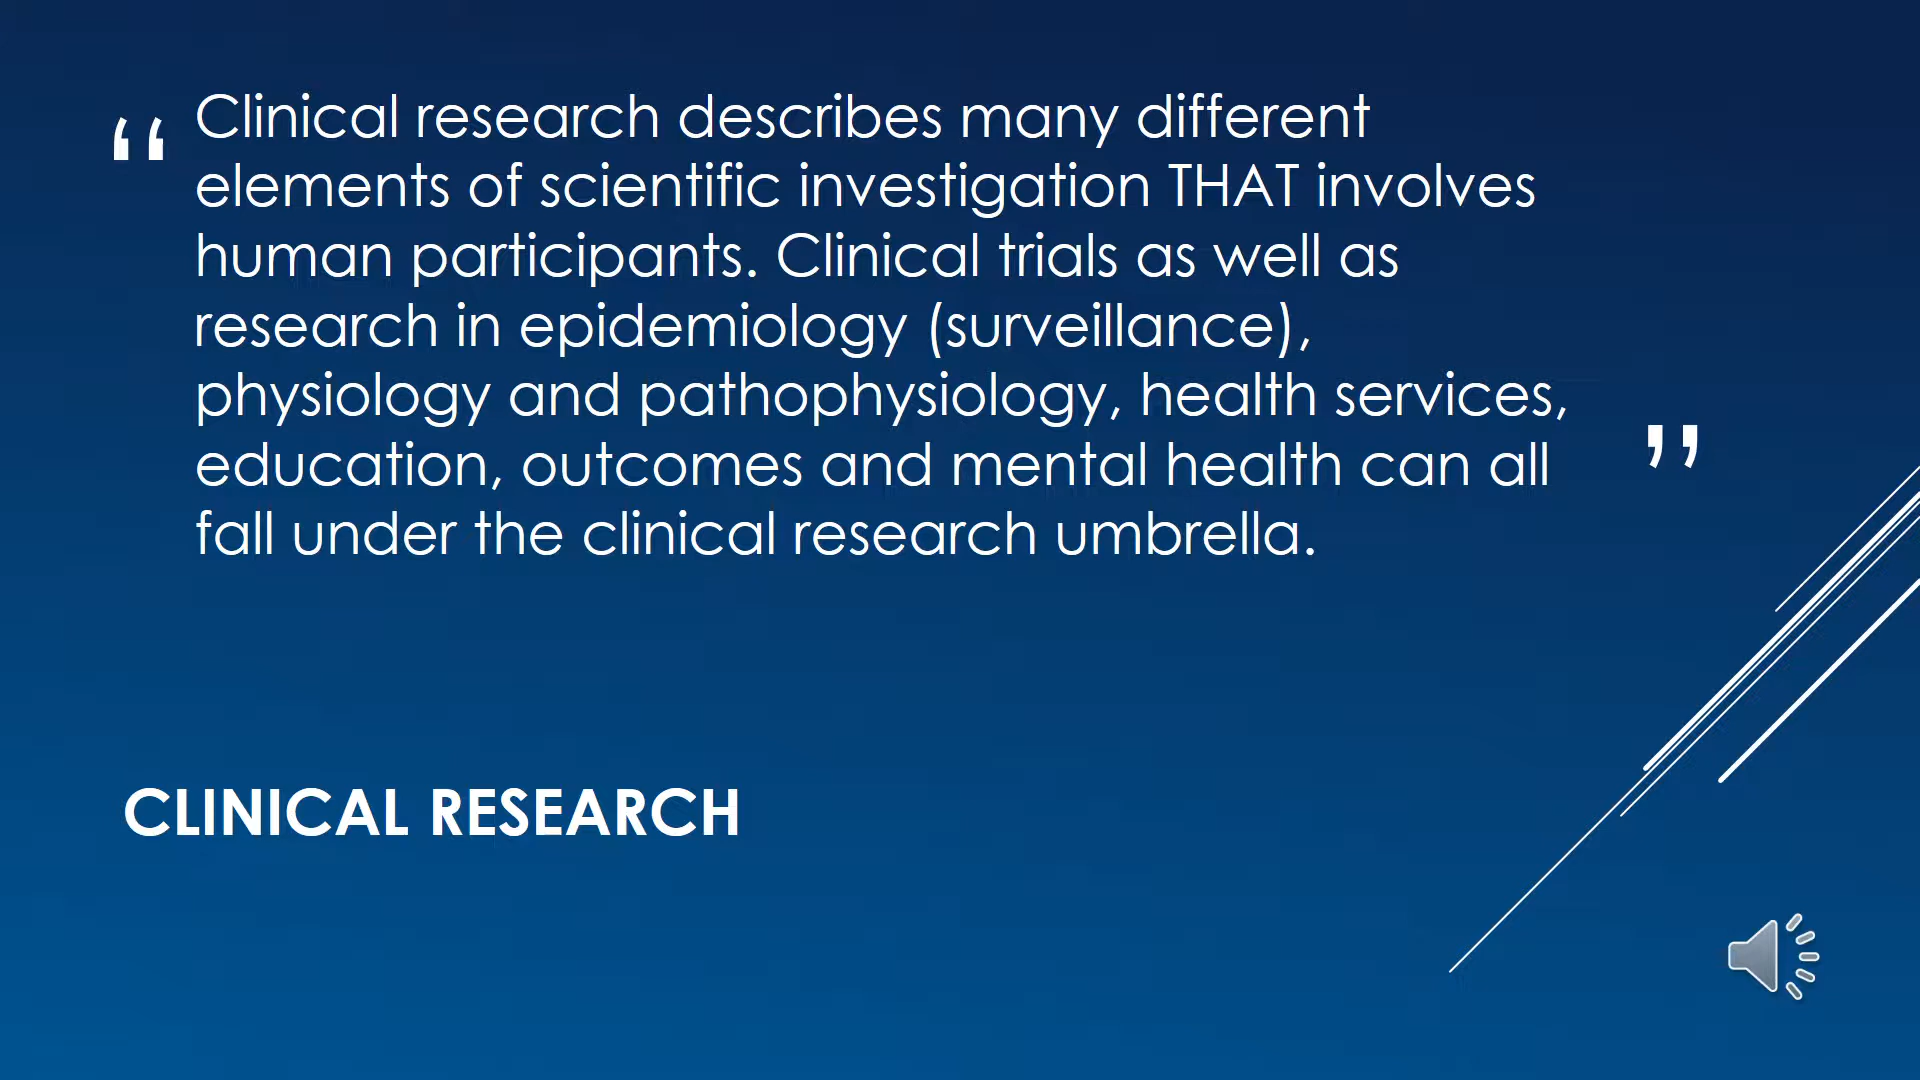 “ Clinical research describes many different
elements of scientific investigation THAT involves
human participants. Clinical trials as well as
research in epidemiology (surveillance),
physiology and pathophysiology, health services,
education, outcomes and mental health can all ”
fall under the clinical research umbrella.
CLINICAL RESEARCH